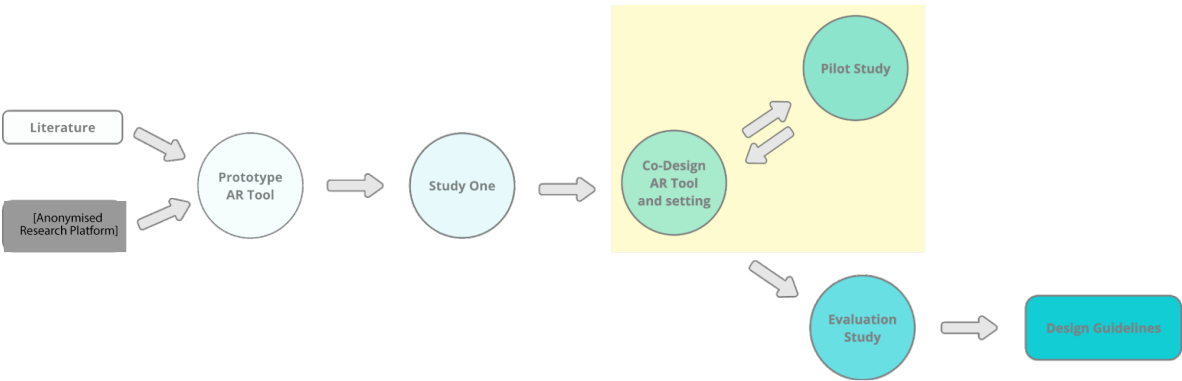 Literature
[Anonymised
Research Platform]
Prototype
AR Tool
Study One
Co-Design
AR Tool
and setting
Pilot Study
Evaluation
Study
Design Guidelines